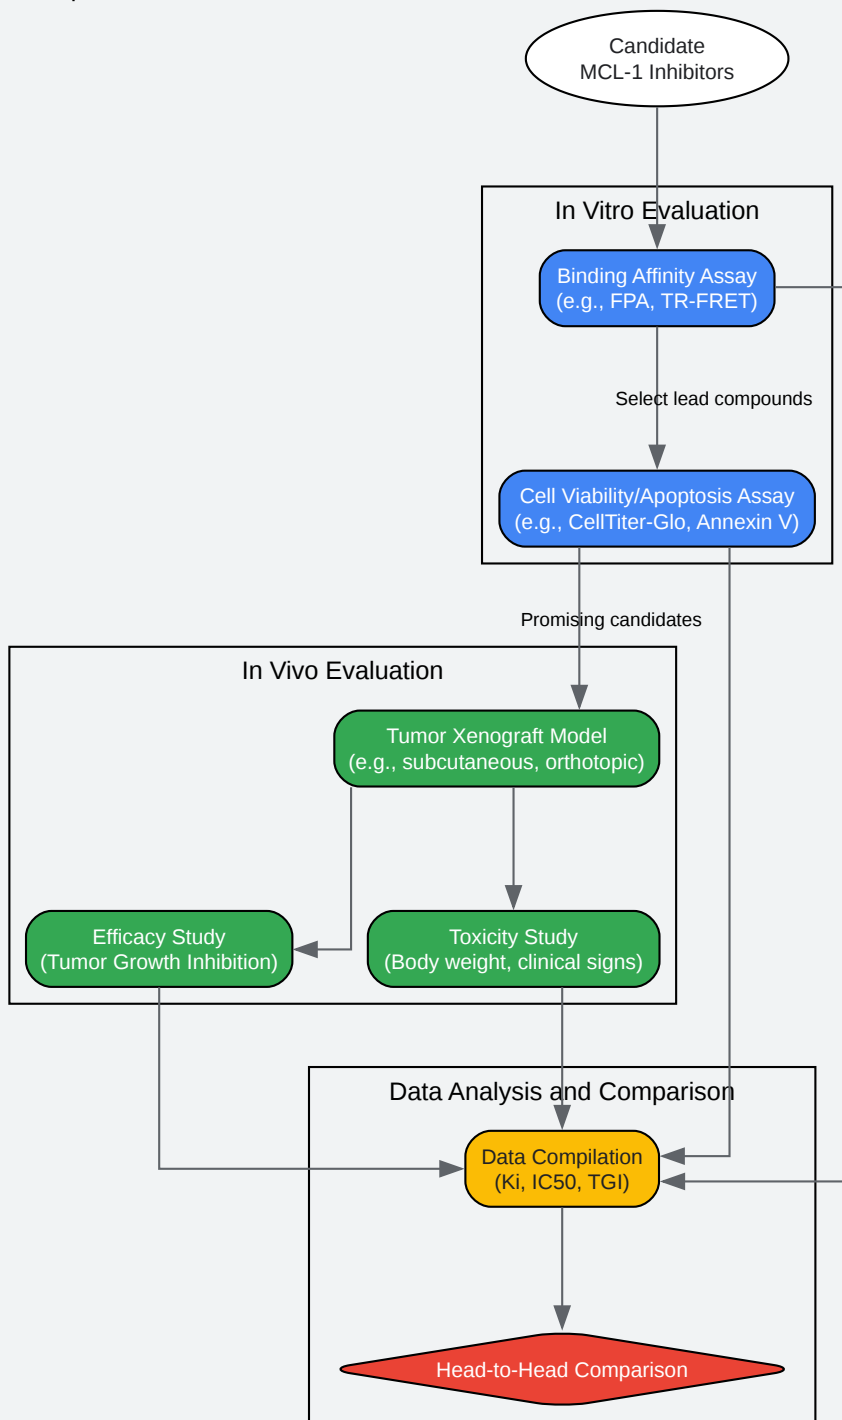 Candidate
MCL-1 Inhibitors
In Vitro Evaluation
Binding Affinity Assay
(e.g., FPA, TR-FRET)
Select lead compounds
Cell Viability/Apoptosis Assay
(e.g., CellTiter-Glo, Annexin V)
Promising candidates
In Vivo Evaluation
Tumor Xenograft Model
(e.g., subcutaneous, orthotopic)
Efficacy Study
(Tumor Growth Inhibition)
Toxicity Study
(Body weight, clinical signs)
Data Analysis and Comparison
Data Compilation
(Ki, IC50, TGI)
Head-to-Head Comparison